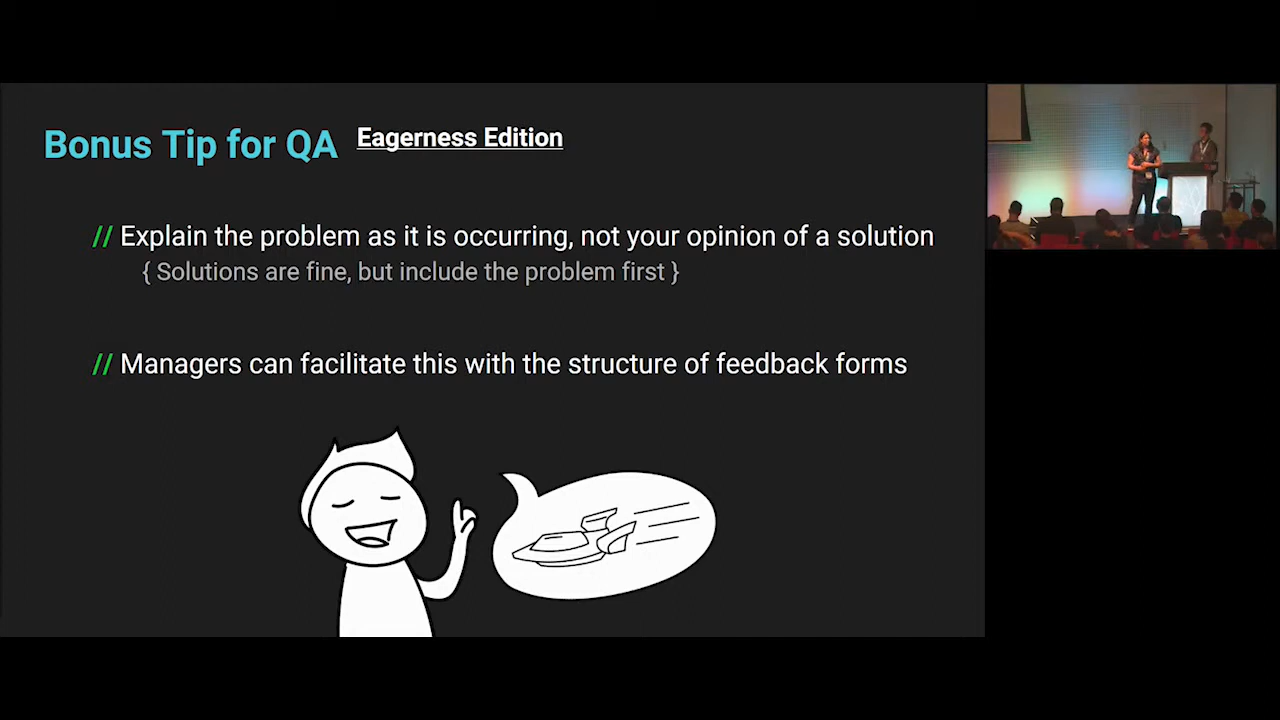 Bonus Tip for QA Eagerness Edition
// Explain the problem as it is occurring, not your opinion of a solution
{ Solutions are fine, but include the problem first }
// Managers can facilitate this with the structure of feedback forms